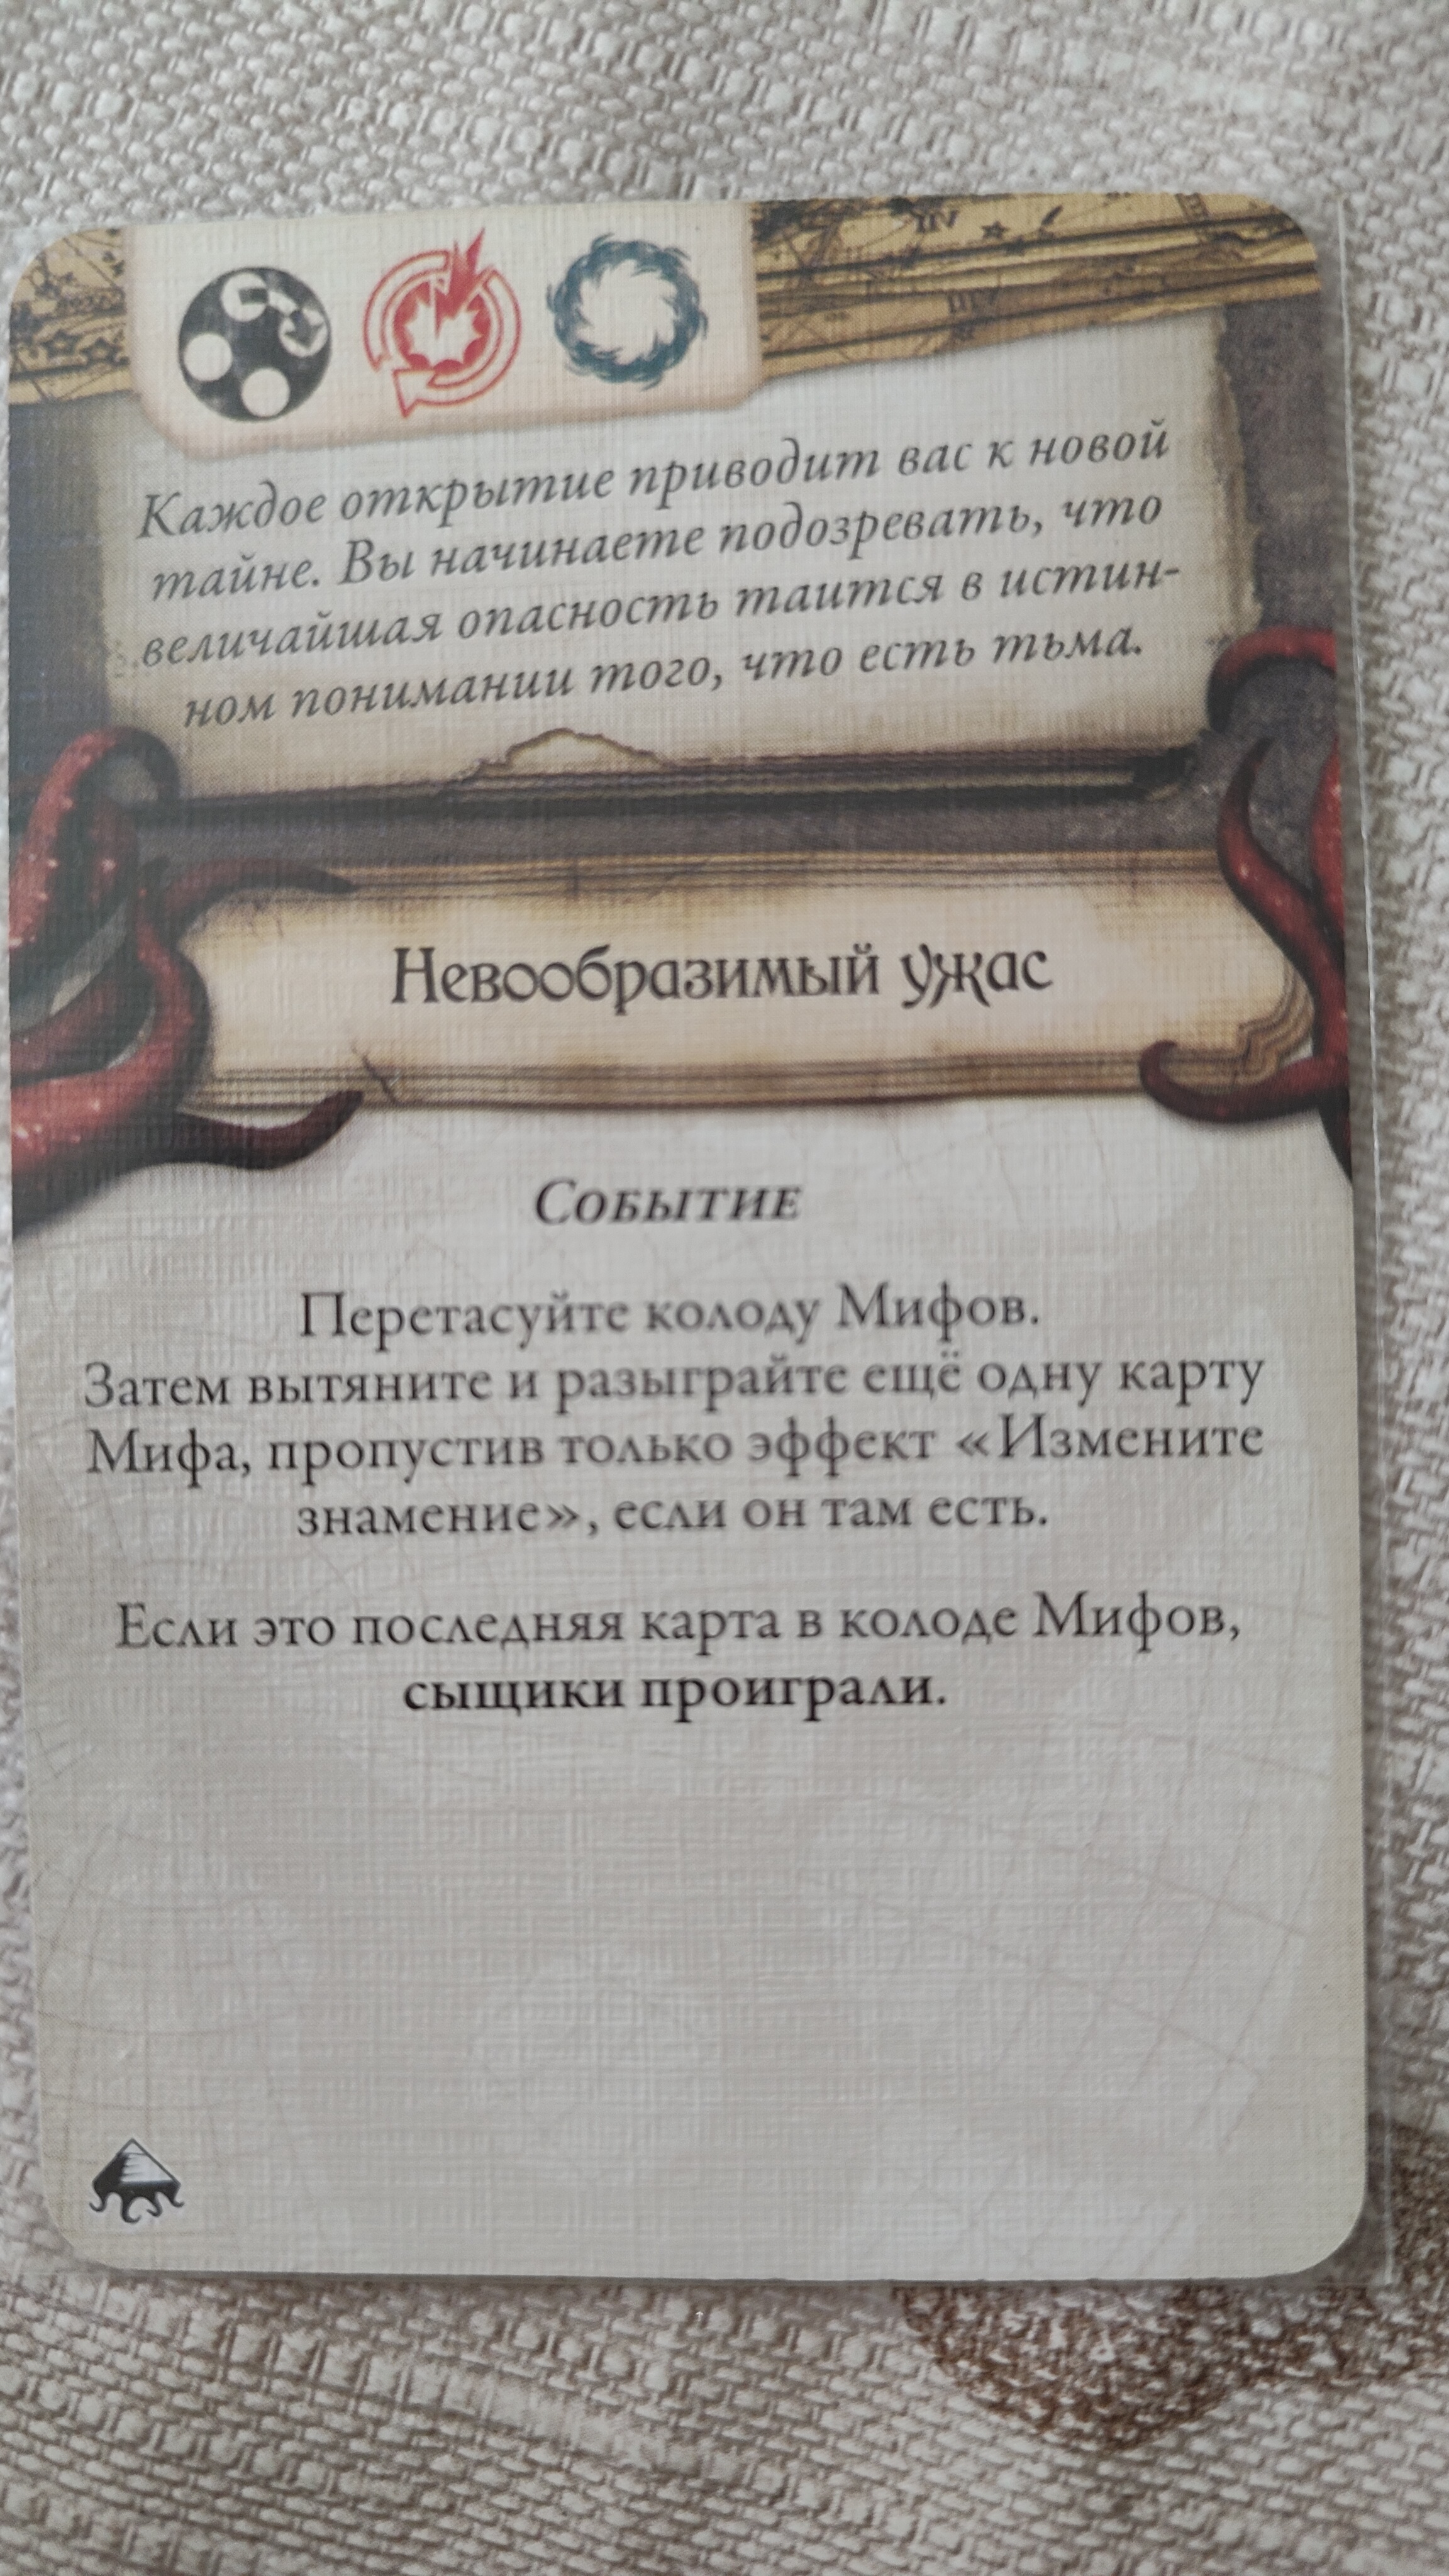 Каждое открытие приводит вас к новой
тайне. Вы начинаете подозревать, что
величайшая опасность таится в истин-
ном понимании того, что есть тьма.
Невообразимый ужас
Событие
Перетасуйте колоду Мифов.
Затем вытяните и разыграйте ещё одну карту
Мифа, пропустив только эффект «Измените
знамение», если он там есть.
Если это последняя карта в колоде Мифов,
сыщики проиграли.